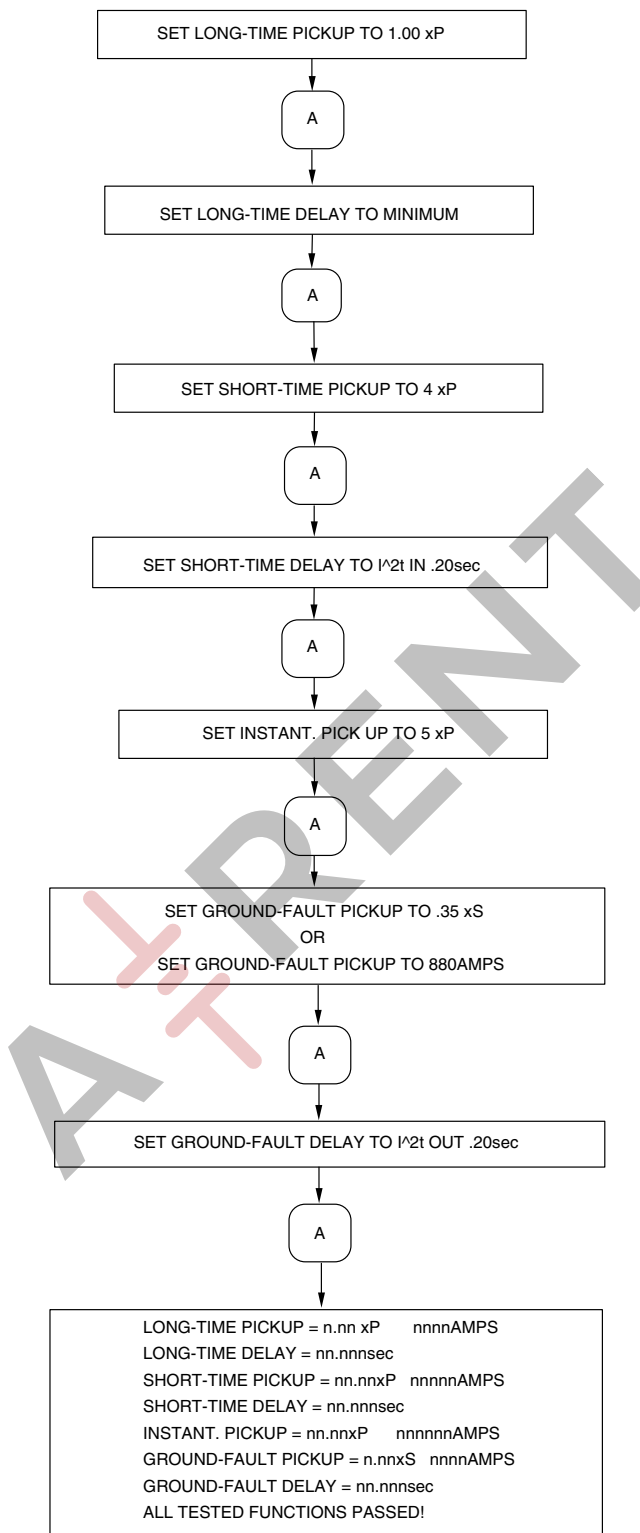 SET LONG-TIME PICKUP TO 1.00 xP
A
SET LONG-TIME DELAY TO MINIMUM
A
SET SHORT-TIME PICKUP TO 4 xP
A
SET SHORT-TIME DELAY TO I^2t IN .20sec
A
SET INSTANT. PICK UP TO 5 xP
A
SET GROUND-FAULT PICKUP TO .35 xS
OR
SET GROUND-FAULT PICKUP TO 880AMPS
A
SET GROUND-FAULT DELAY TO I^2t OUT .20sec
A
LONG-TIME PICKUP = n.nn xP nnnnAMPS
LONG-TIME DELAY = nn.nnnsec
SHORT-TIME PICKUP = nn.nnxP nnnnnAMPS
SHORT-TIME DELAY = nn.nnnsec
INSTANT. PICKUP = nn.nnxP nnnnnnAMPS
GROUND-FAULT PICKUP = n.nnxS nnnnAMPS
GROUND-FAULT DELAY = nn.nnnsec
ALL TESTED FUNCTIONS PASSED!
A RENT